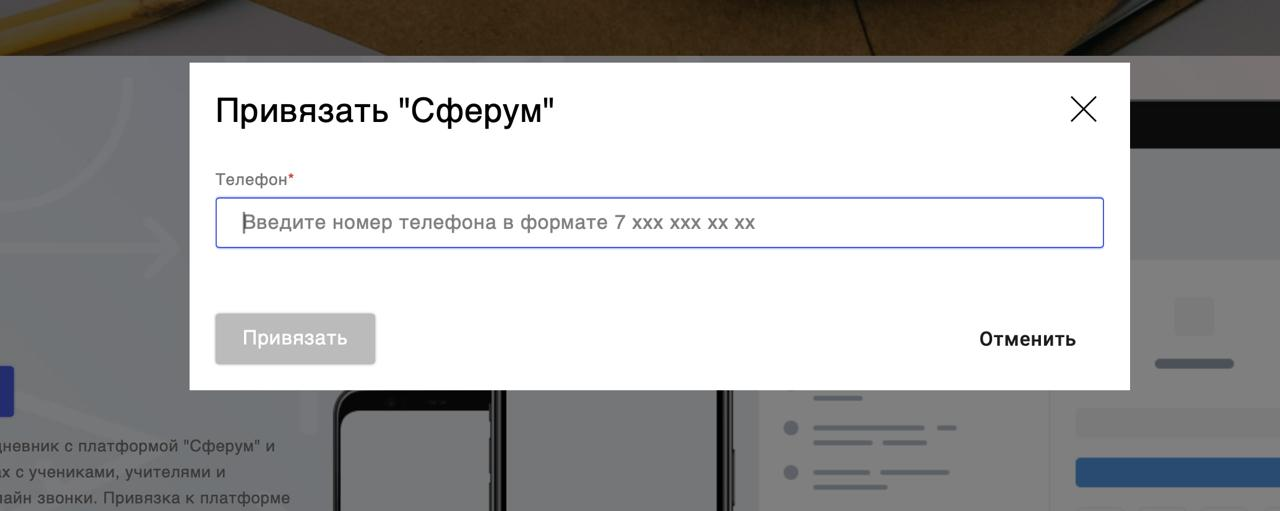 Привязать "Сферум"
Телефон*
Введите номер телефона в формате 7 xxx xxx xx xx
Привязать
Отменить
дневник с платформой "Сферум" и
ах с учениками, учителями и
лайн звонки. Привязка к платформе